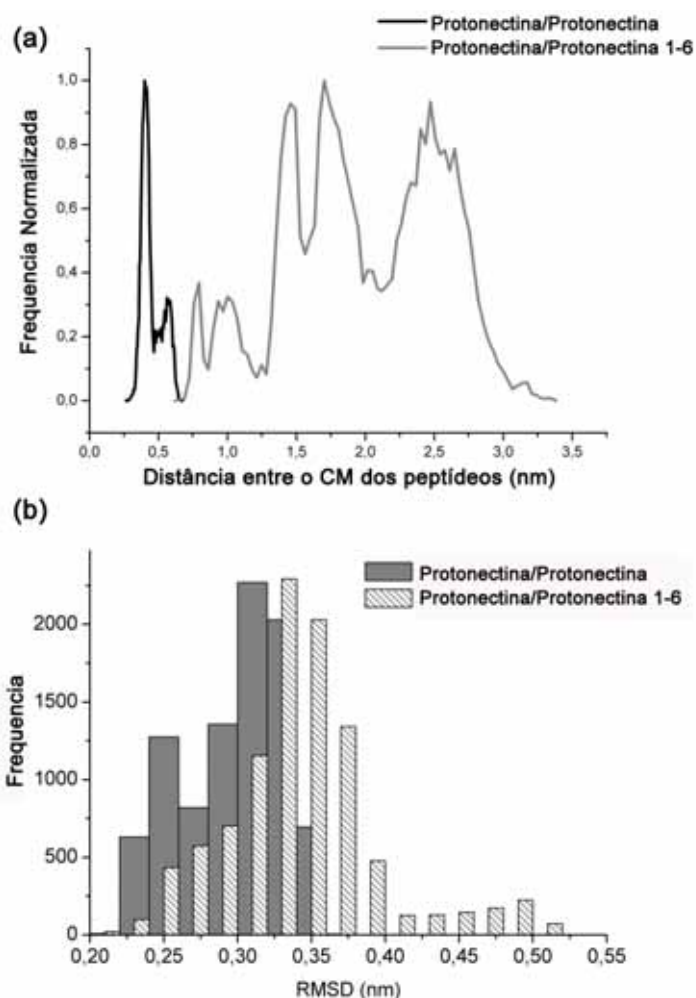 (a)
Protonectina/Protonectina
Protonectina/Protonectina 1-6
1,0
0,8
0,6
0,4
0,2
0,0
Frequencia Normalizada
0,0 0,5 1,0 1,5 2,0 2,5 3,0 3,5
Distância entre o CM dos peptídeos (nm)
(b)
Protonectina/Protonectina
Protonectina/Protonectina 1-6
2000
1500
1000
500
0
Frequencia
0,20 0,25 0,30 0,35 0,40 0,45 0,50 0,55
RMSD (nm)